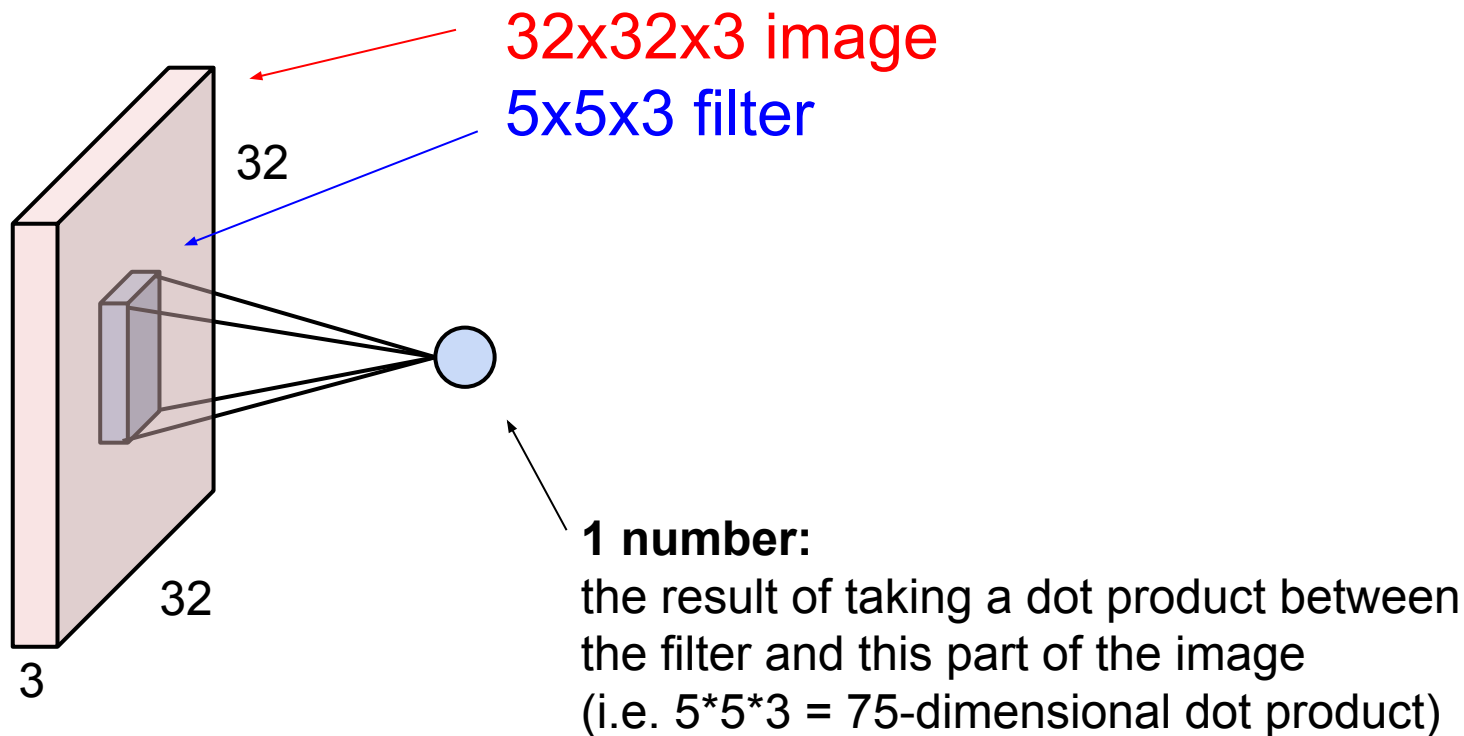 32x32x3 image
5x5x3 filter
32
32
3
1 number:
the result of taking a dot product between
the filter and this part of the image
(i.e. 5*5*3 = 75-dimensional dot product)